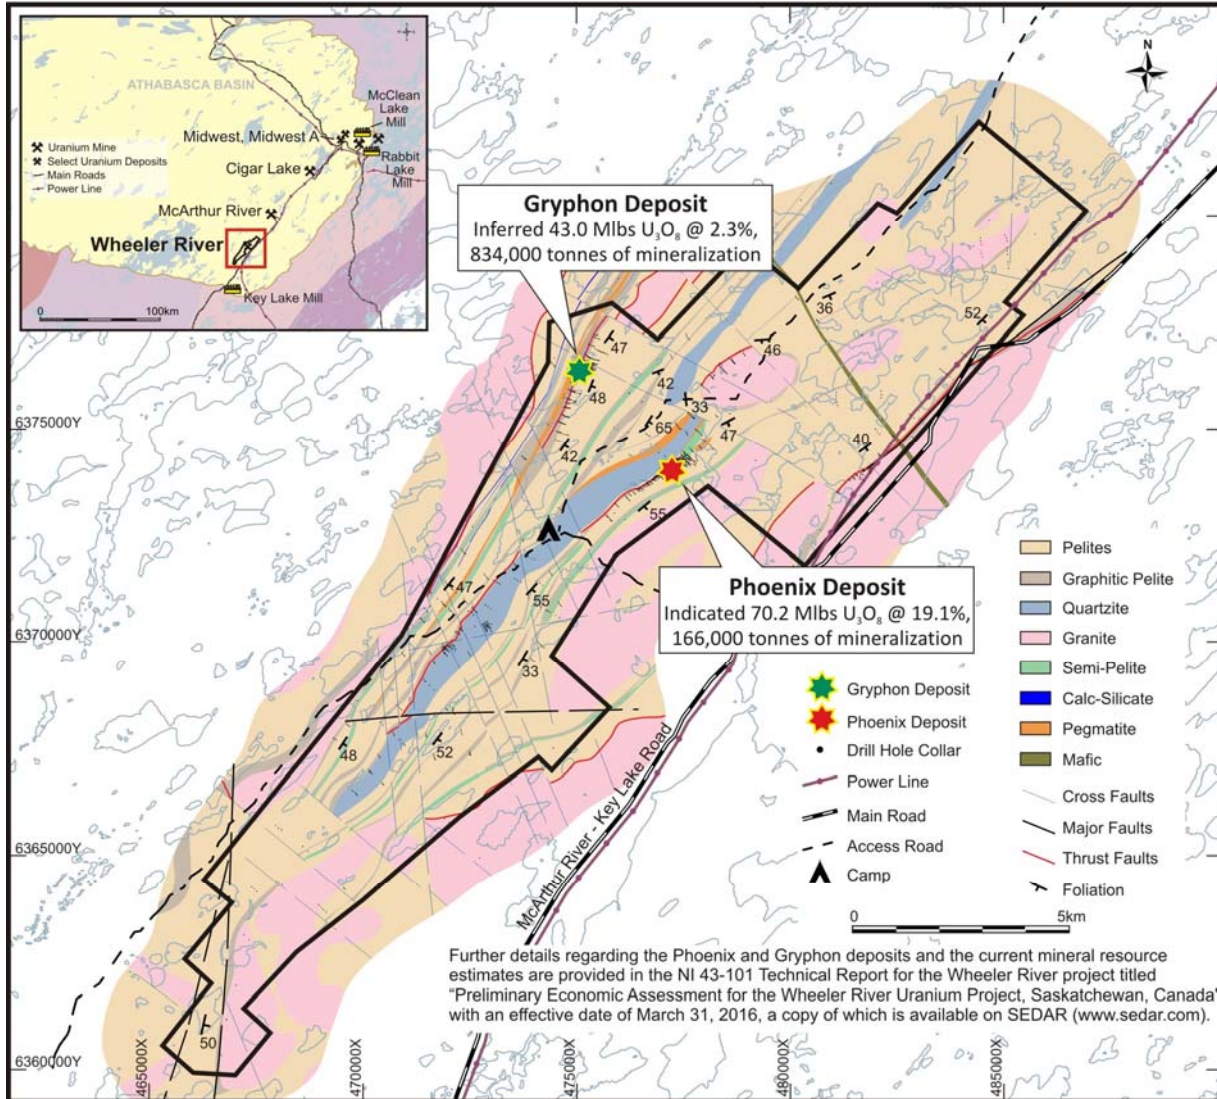 ATHABASCA BASIN
McClean
Lake
Mill
Midwest, Midwest A
Uranium Mine
Select Uranium Deposits
Main Roads
Power Line
Rabbit
Lake
Mill
Cigar Lake
McArthur River
Wheeler River
Key Lake Mill
0 100km
N
Gryphon Deposit
Inferred 43.0 Mlbs U₃O₈ @ 2.3%,
834,000 tonnes of mineralization
36
52
47
46
42
48
33
65
47
42
40
55
47
55
33
48
52
50
6375000Y
6370000Y
6365000Y
6360000Y
Phoenix Deposit
Indicated 70.2 Mlbs U₃O₈ @ 19.1%,
166,000 tonnes of mineralization
McArthur River - Key Lake Road
Gryphon Deposit
Phoenix Deposit
Drill Hole Collar
Power Line
Main Road
Access Road
Camp
Pelites
Graphitic Pelite
Quartzite
Granite
Semi-Pelite
Calc-Silicate
Pegmatite
Mafic
Cross Faults
Major Faults
Thrust Faults
Foliation
0 5km
Further details regarding the Phoenix and Gryphon deposits and the current mineral resource
estimates are provided in the NI 43-101 Technical Report for the Wheeler River project titled
“Preliminary Economic Assessment for the Wheeler River Uranium Project, Saskatchewan, Canada”
with an effective date of March 31, 2016, a copy of which is available on SEDAR (www.sedar.com).
465000X
470000X
475000X
480000X
485000X